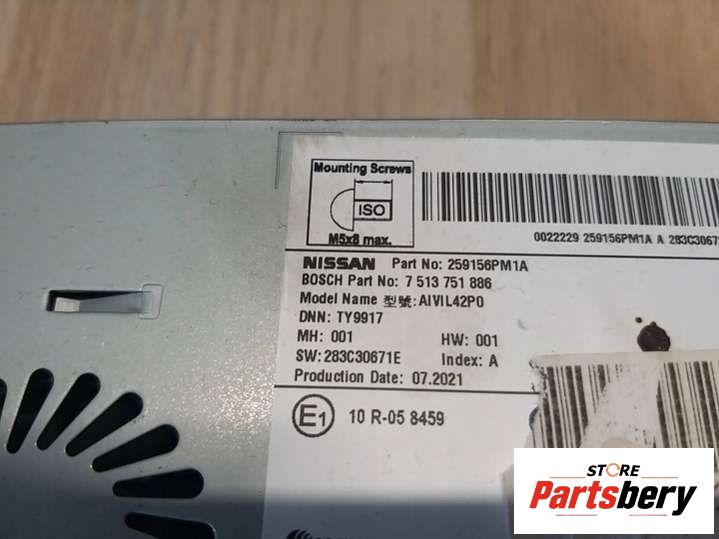 Mounting Screws
ISO
M5x8 max.
0022229 259156PM1A A 283C3067
NISSAN Part No: 259156PM1A
BOSCH Part No: 7 513 751 886
Model Name 型號:AIVIL42P0
DNN: TY9917
MH: 001 HW: 001
SW: 283C30671E Index: A
Production Date: 07.2021
E1 10 R-05 8459
STORE
Partsbery